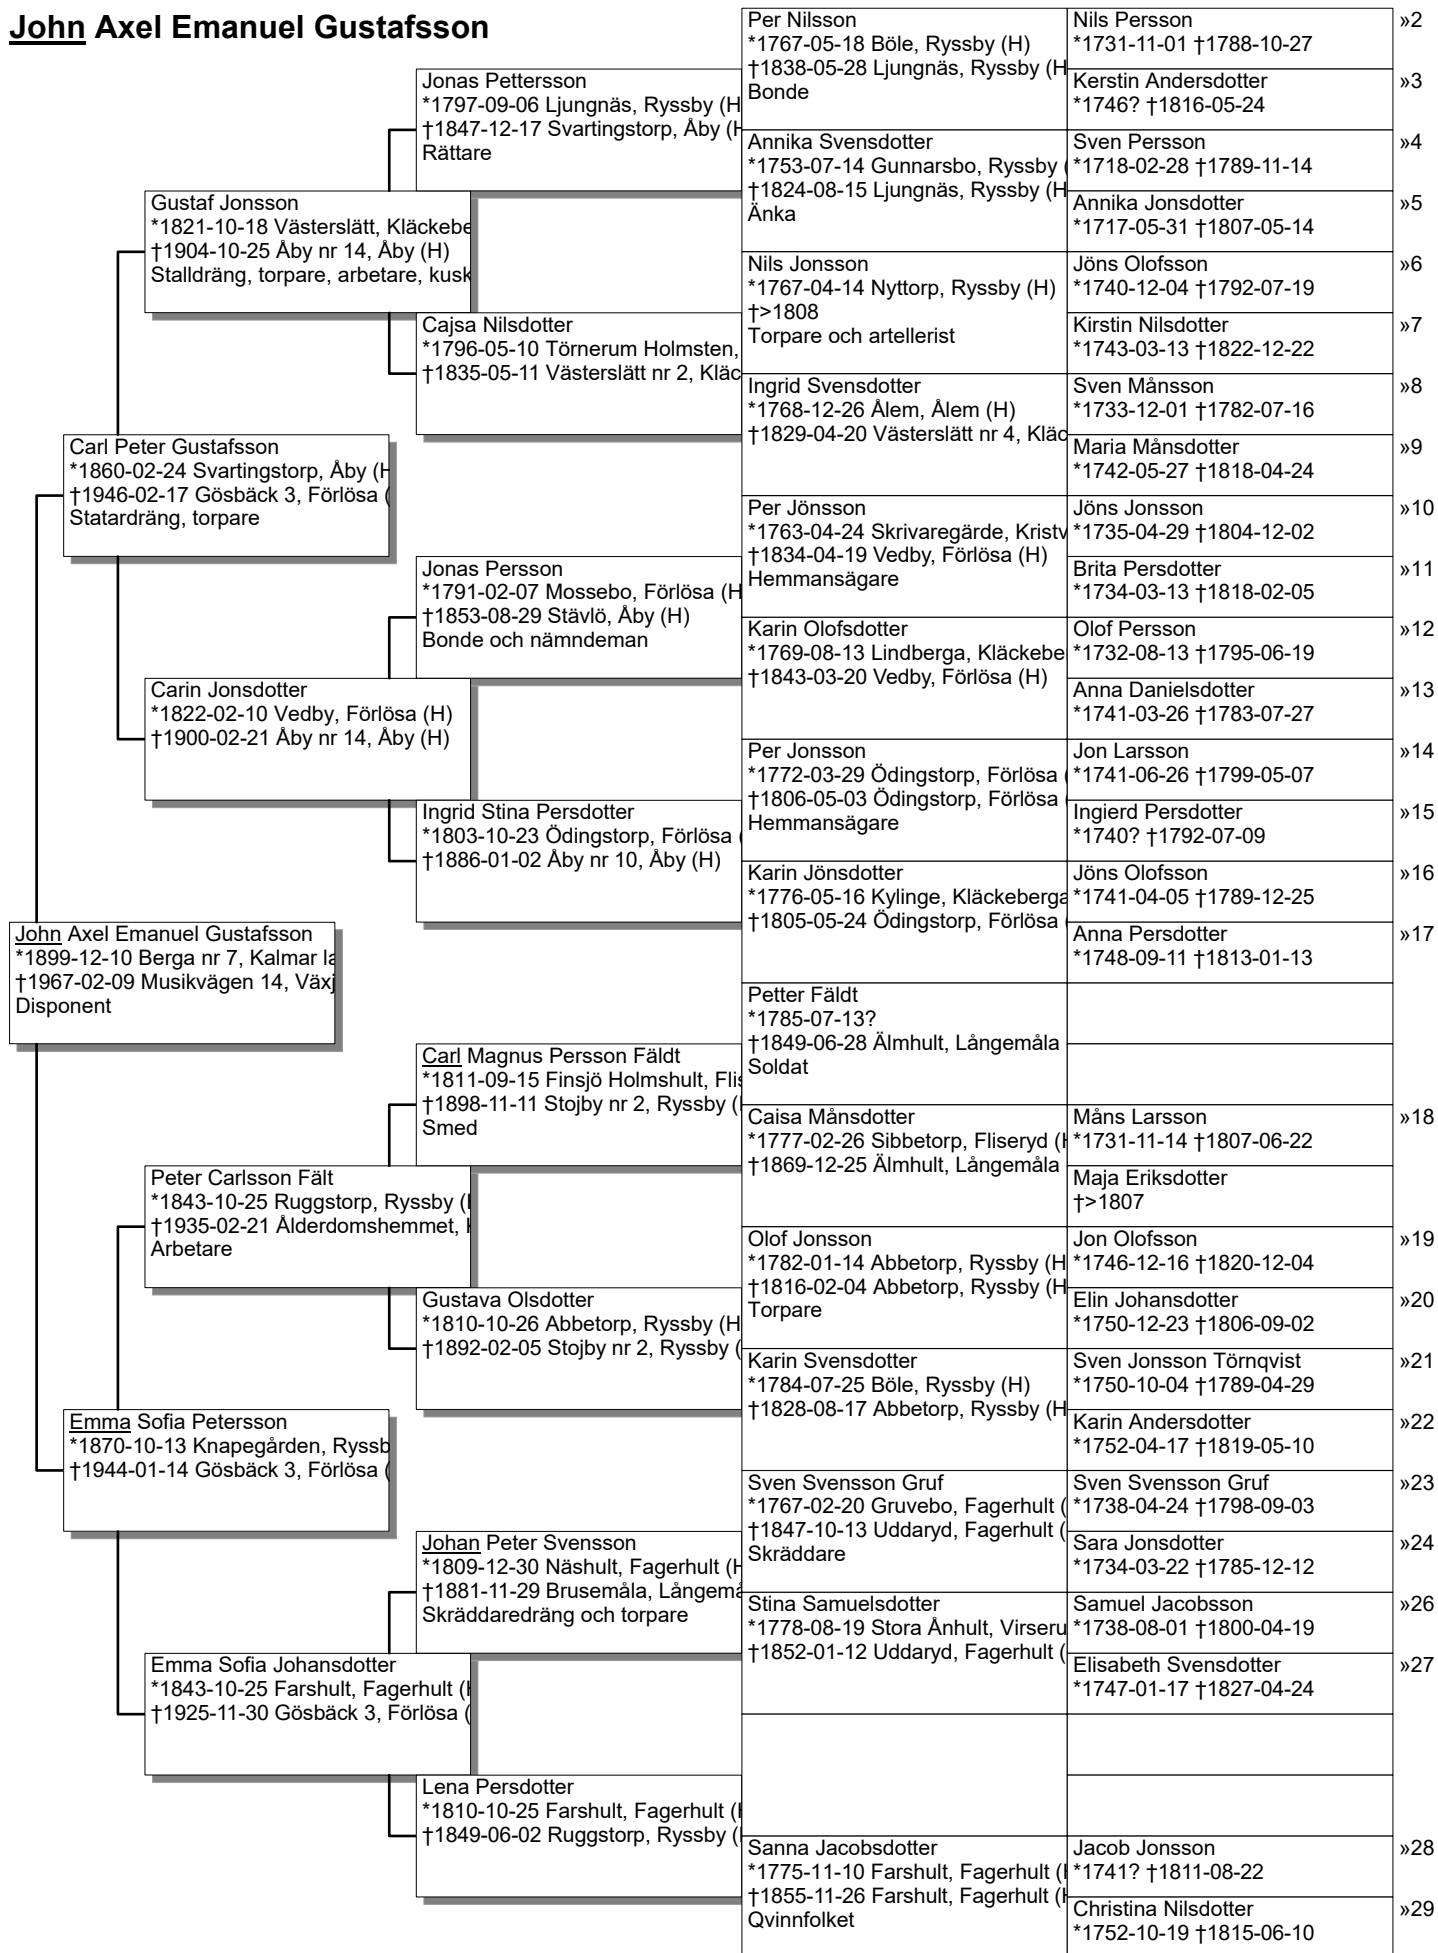 John Axel Emanuel Gustafsson
John Axel Emanuel Gustafsson
*1899-12-10 Berga nr 7, Kalmar la
†1967-02-09 Musikvägen 14, Växj
Disponent
Carl Peter Gustafsson
*1860-02-24 Svartingstorp, Åby (H
†1946-02-17 Gösbäck 3, Förlösa (
Statardräng, torpare
Emma Sofia Petersson
*1870-10-13 Knapegården, Ryssb
†1944-01-14 Gösbäck 3, Förlösa (
Gustaf Jonsson
*1821-10-18 Västerslätt, Kläckebe
†1904-10-25 Åby nr 14, Åby (H)
Stalldräng, torpare, arbetare, kusk
Carin Jonsdotter
*1822-02-10 Vedby, Förlösa (H)
†1900-02-21 Åby nr 14, Åby (H)
Peter Carlsson Fält
*1843-10-25 Ruggstorp, Ryssby (H
†1935-02-21 Ålderdomshemmet, K
Arbetare
Emma Sofia Johansdotter
*1843-10-25 Farshult, Fagerhult (H
†1925-11-30 Gösbäck 3, Förlösa (
Jonas Pettersson
*1797-09-06 Ljungnäs, Ryssby (H
†1847-12-17 Svartingstorp, Åby (H
Rättare
Cajsa Nilsdotter
*1796-05-10 Törnerum Holmsten,
†1835-05-11 Västerslätt nr 2, Kläc
Jonas Persson
*1791-02-07 Mossebo, Förlösa (H
†1853-08-29 Stävlö, Åby (H)
Bonde och nämndeman
Ingrid Stina Persdotter
*1803-10-23 Ödingstorp, Förlösa (
†1886-01-02 Åby nr 10, Åby (H)
Carl Magnus Persson Fäldt
*1811-09-15 Finsjö Holmshult, Flis
†1898-11-11 Stojby nr 2, Ryssby (H
Smed
Gustava Olsdotter
*1810-10-26 Abbetorp, Ryssby (H
†1892-02-05 Stojby nr 2, Ryssby (
Johan Peter Svensson
*1809-12-30 Näshult, Fagerhult (H
†1881-11-29 Brusemåla, Långemå
Skräddaredräng och torpare
Lena Persdotter
*1810-10-25 Farshult, Fagerhult (H
†1849-06-02 Ruggstorp, Ryssby (H
Per Nilsson
*1767-05-18 Böle, Ryssby (H)
†1838-05-28 Ljungnäs, Ryssby (H
Bonde
Annika Svensdotter
*1753-07-14 Gunnarsbo, Ryssby (
†1824-08-15 Ljungnäs, Ryssby (H
Änka
Nils Jonsson
*1767-04-14 Nyttorp, Ryssby (H)
†>1808
Torpare och artellerist
Ingrid Svensdotter
*1768-12-26 Ålem, Ålem (H)
†1829-04-20 Västerslätt nr 4, Kläc
Per Jönsson
*1763-04-24 Skrivaregärde, Kristv
†1834-04-19 Vedby, Förlösa (H)
Hemmansägare
Karin Olofsdotter
*1769-08-13 Lindberga, Kläckebe
†1843-03-20 Vedby, Förlösa (H)
Per Jonsson
*1772-03-29 Ödingstorp, Förlösa (
†1806-05-03 Ödingstorp, Förlösa (
Hemmansägare
Karin Jönsdotter
*1776-05-16 Kylinge, Kläckeberga
†1805-05-24 Ödingstorp, Förlösa (
Petter Fäldt
*1785-07-13?
†1849-06-28 Älmhult, Långemåla
Soldat
Caisa Månsdotter
*1777-02-26 Sibbetorp, Fliseryd (H
†1869-12-25 Älmhult, Långemåla
Olof Jonsson
*1782-01-14 Abbetorp, Ryssby (H
†1816-02-04 Abbetorp, Ryssby (H
Torpare
Karin Svensdotter
*1784-07-25 Böle, Ryssby (H)
†1828-08-17 Abbetorp, Ryssby (H
Sven Svensson Gruf
*1767-02-20 Gruvebo, Fagerhult (
†1847-10-13 Uddaryd, Fagerhult (
Skräddare
Stina Samuelsdotter
*1778-08-19 Stora Ånhult, Virseru
†1852-01-12 Uddaryd, Fagerhult (
Sanna Jacobsdotter
*1775-11-10 Farshult, Fagerhult (H
†1855-11-26 Farshult, Fagerhult (H
Qvinnfolket
Nils Persson »2
*1731-11-01 †1788-10-27
Kerstin Andersdotter »3
*1746? †1816-05-24
Sven Persson »4
*1718-02-28 †1789-11-14
Annika Jonsdotter »5
*1717-05-31 †1807-05-14
Jöns Olofsson »6
*1740-12-04 †1792-07-19
Kirstin Nilsdotter »7
*1743-03-13 †1822-12-22
Sven Månsson »8
*1733-12-01 †1782-07-16
Maria Månsdotter »9
*1742-05-27 †1818-04-24
Jöns Jonsson »10
*1735-04-29 †1804-12-02
Brita Persdotter »11
*1734-03-13 †1818-02-05
Olof Persson »12
*1732-08-13 †1795-06-19
Anna Danielsdotter »13
*1741-03-26 †1783-07-27
Jon Larsson »14
*1741-06-26 †1799-05-07
Ingierd Persdotter »15
*1740? †1792-07-09
Jöns Olofsson »16
*1741-04-05 †1789-12-25
Anna Persdotter »17
*1748-09-11 †1813-01-13
Måns Larsson »18
*1731-11-14 †1807-06-22
Maja Eriksdotter
†>1807
Jon Olofsson »19
*1746-12-16 †1820-12-04
Elin Johansdotter »20
*1750-12-23 †1806-09-02
Sven Jonsson Törnqvist »21
*1750-10-04 †1789-04-29
Karin Andersdotter »22
*1752-04-17 †1819-05-10
Sven Svensson Gruf »23
*1738-04-24 †1798-09-03
Sara Jonsdotter »24
*1734-03-22 †1785-12-12
Samuel Jacobsson »26
*1738-08-01 †1800-04-19
Elisabeth Svensdotter »27
*1747-01-17 †1827-04-24
Jacob Jonsson »28
*1741? †1811-08-22
Christina Nilsdotter »29
*1752-10-19 †1815-06-10